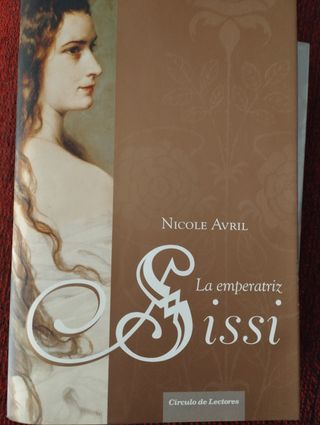 NICOLE AVRIL
La emperatriz
Sissi
Círculo de Lectores